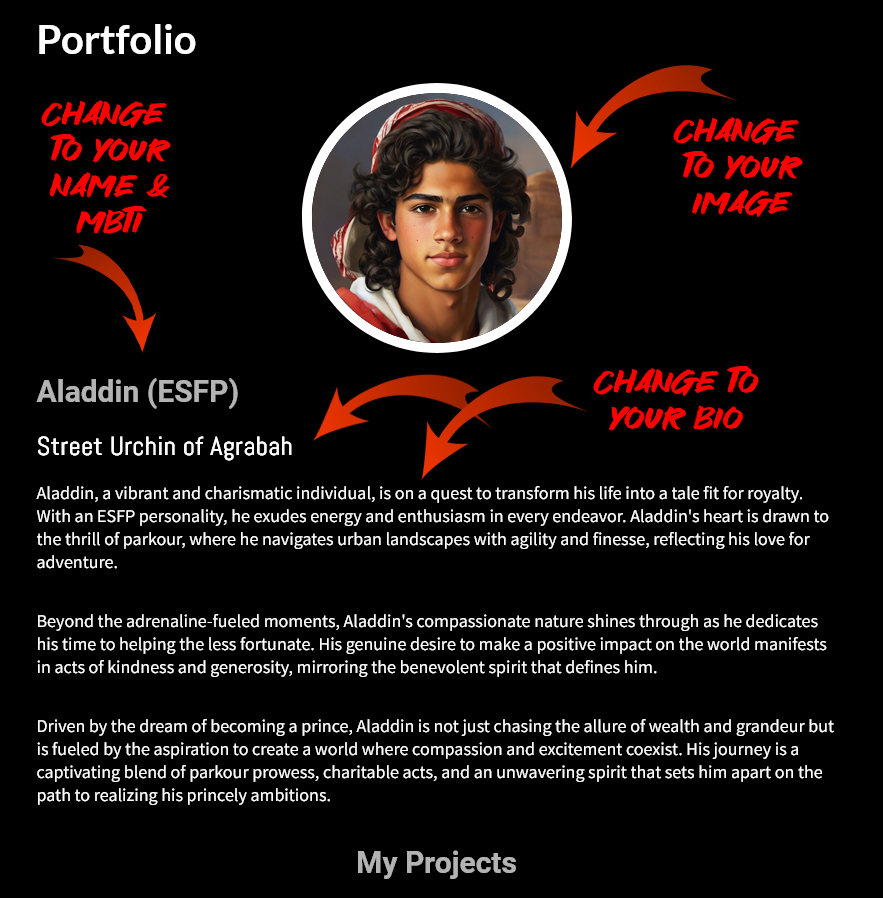 Portfolio
CHANGE
TO YOUR
NAME &
MBTI
CHANGE
TO YOUR
IMAGE
Aladdin (ESFP)
CHANGE TO
YOUR BIO
Street Urchin of Agrabah
Aladdin, a vibrant and charismatic individual, is on a quest to transform his life into a tale fit for royalty.
With an ESFP personality, he exudes energy and enthusiasm in every endeavor. Aladdin's heart is drawn to
the thrill of parkour, where he navigates urban landscapes with agility and finesse, reflecting his love for
adventure.
Beyond the adrenaline-fueled moments, Aladdin's compassionate nature shines through as he dedicates
his time to helping the less fortunate. His genuine desire to make a positive impact on the world manifests
in acts of kindness and generosity, mirroring the benevolent spirit that defines him.
Driven by the dream of becoming a prince, Aladdin is not just chasing the allure of wealth and grandeur but
is fueled by the aspiration to create a world where compassion and excitement coexist. His journey is a
captivating blend of parkour prowess, charitable acts, and an unwavering spirit that sets him apart on the
path to realizing his princely ambitions.
My Projects